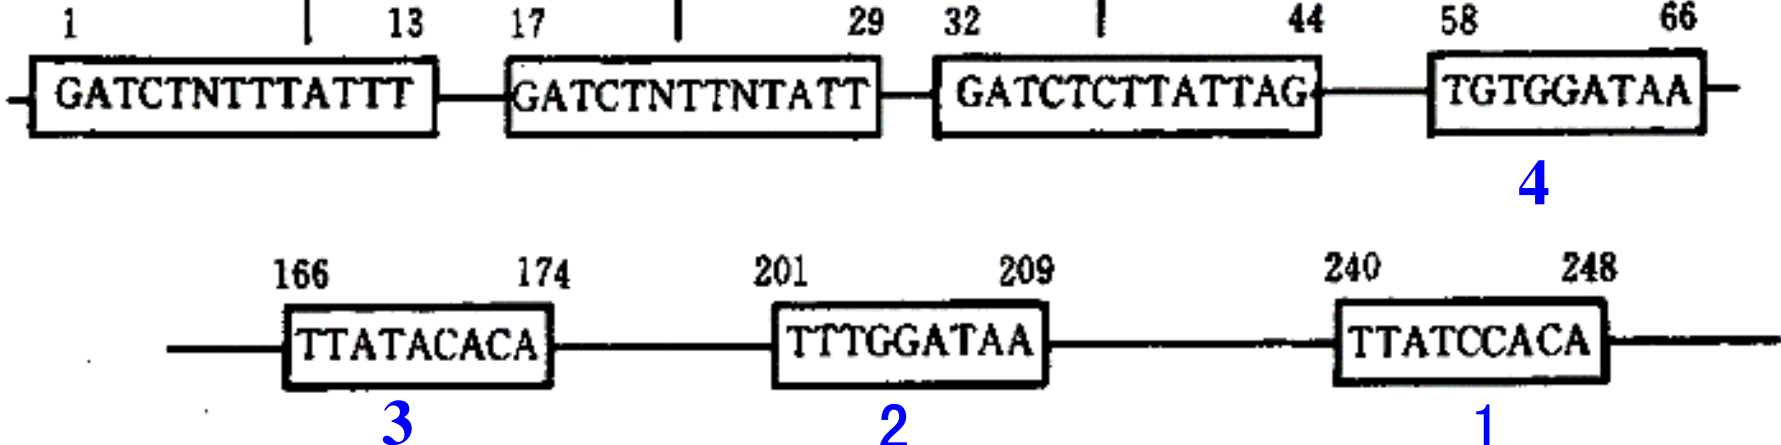 1 13 17 29 32 44 58 66
GATCTNTTTATTT GATCTNTTNTATT GATCTCTTATTAG TGTGGATAA
4
166 174 201 209 240 248
TTATACACA TTTGGATAA TTATCCACA
3 2 1